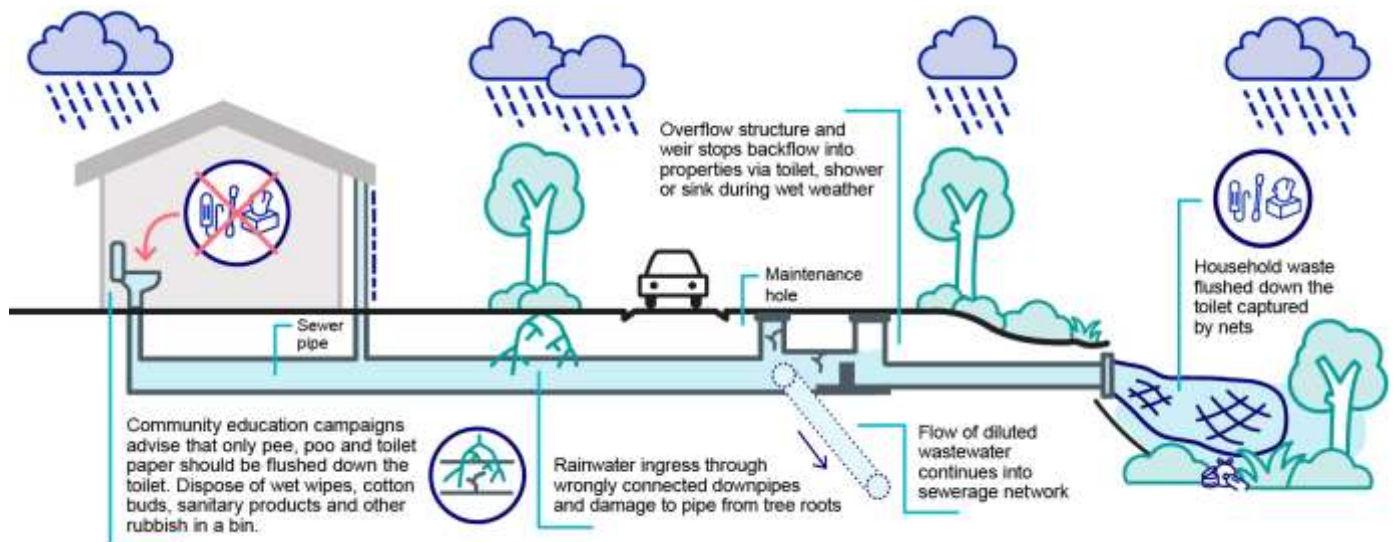 Overflow structure and
weir stops backflow into
properties via toilet, shower
or sink during wet weather
Household waste
flushed down the
toilet captured
by nets
Maintenance
hole
Sewer
pipe
Community education campaigns
advise that only pee, poo and toilet
paper should be flushed down the
toilet. Dispose of wet wipes, cotton
buds, sanitary products and other
rubbish in a bin.
Rainwater ingress through
wrongly connected downpipes
and damage to pipe from tree roots
Flow of diluted
wastewater
continues into
sewerage network